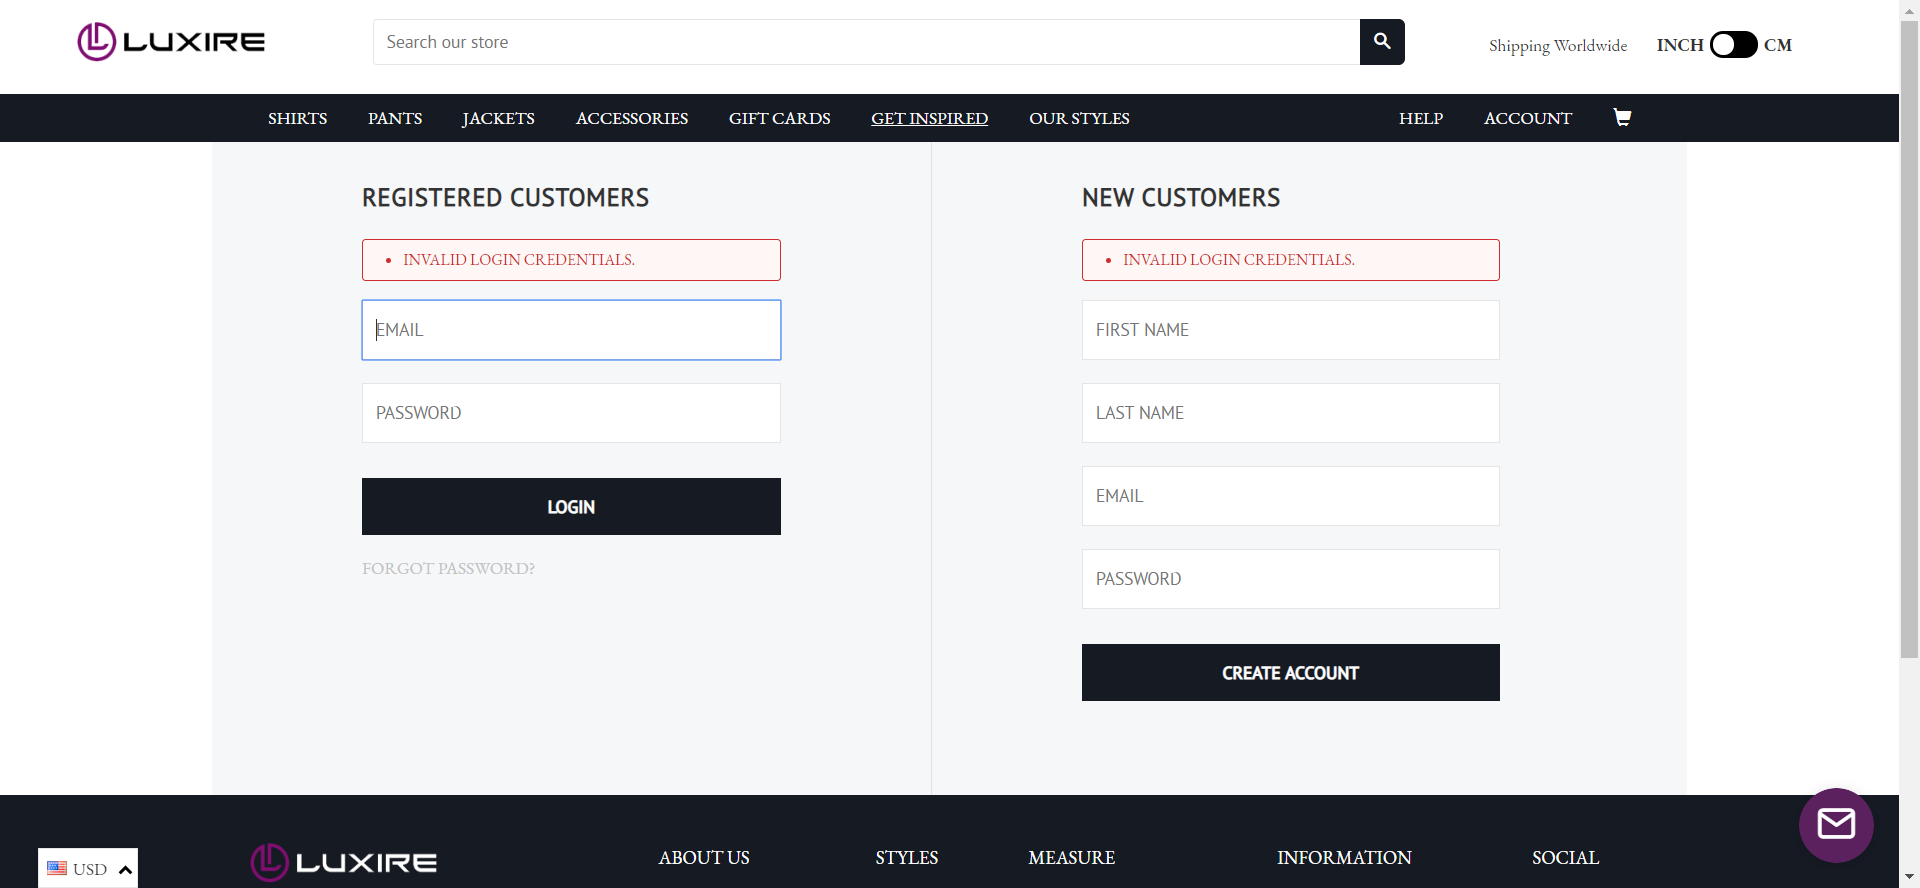 LUXIRE
Search our store
Shipping Worldwide
INCH CM
SHIRTS PANTS JACKETS ACCESSORIES GIFT CARDS GET INSPIRED OUR STYLES HELP ACCOUNT
REGISTERED CUSTOMERS
INVALID LOGIN CREDENTIALS.
EMAIL
PASSWORD
LOGIN
FORGOT PASSWORD?
NEW CUSTOMERS
INVALID LOGIN CREDENTIALS.
FIRST NAME
LAST NAME
EMAIL
PASSWORD
CREATE ACCOUNT
USD
LUXIRE
ABOUT US STYLES MEASURE INFORMATION SOCIAL